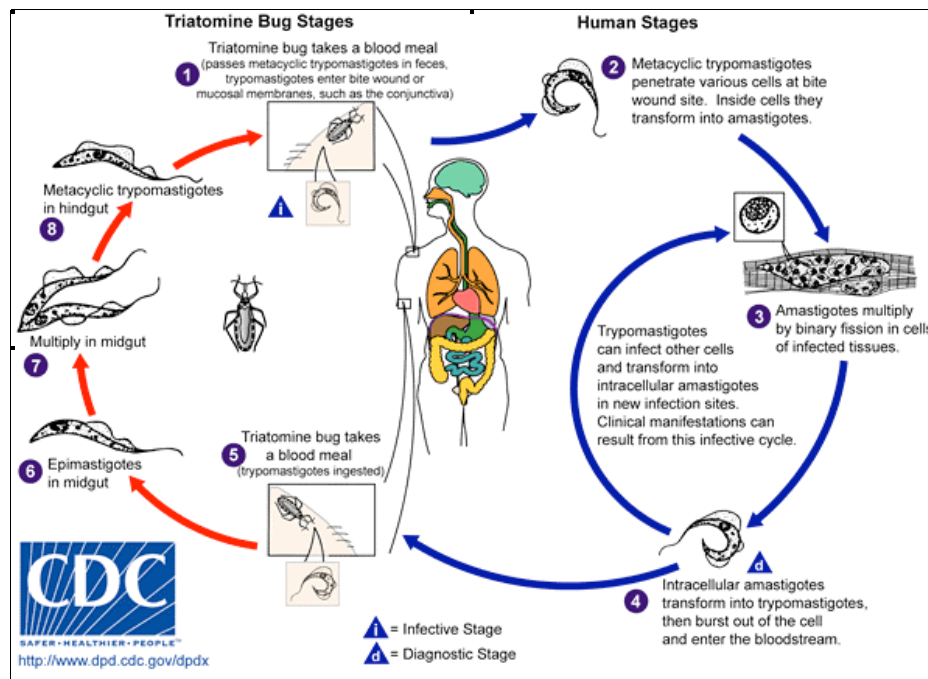 Triatomine Bug Stages
Human Stages
Triatomine bug takes a blood meal
(passes metacyclic trypomastigotes in feces,
trypomastigotes enter bite wound or
mucosal membranes, such as the conjunctiva)
1
i
2
Metacyclic trypomastigotes
penetrate various cells at bite
wound site. Inside cells they
transform into amastigotes.
3
Amastigotes multiply
by binary fission in cells
of infected tissues.
Trypomastigotes
can infect other cells
and transform into
intracellular amastigotes
in new infection sites.
Clinical manifestations can
result from this infective cycle.
d
4
Intracellular amastigotes
transform into trypomastigotes,
then burst out of the cell
and enter the bloodstream.
5
Triatomine bug takes
a blood meal
(trypomastigotes ingested)
6
Epimastigotes
in midgut
Multiply in midgut
7
Metacyclic trypomastigotes
in hindgut
8
i = Infective Stage
d = Diagnostic Stage
CDC
SAFER • HEALTHIER • PEOPLE™
http://www.dpd.cdc.gov/dpdx